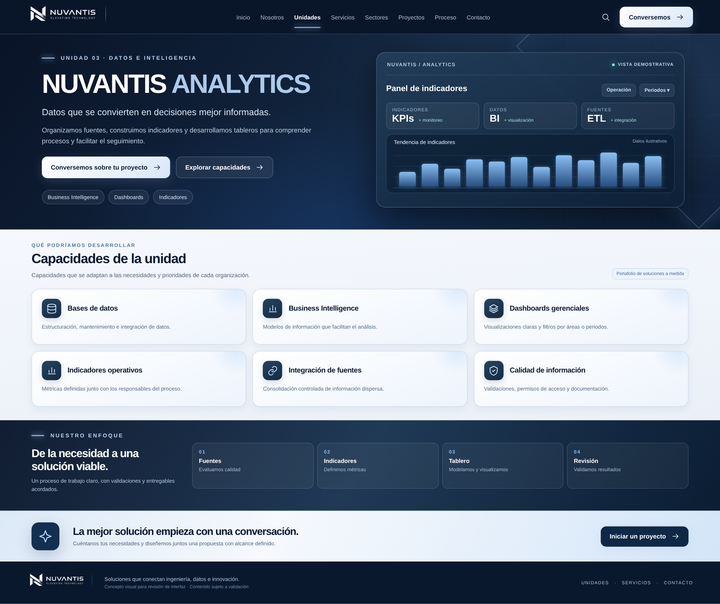 NUVANTIS
ELEVATING TECHNOLOGY
Inicio Nosotros Unidades Servicios Sectores Proyectos Proceso Contacto
Conversemos →
UNIDAD 03 · DATOS E INTELIGENCIA
NUVANTIS ANALYTICS
Datos que se convierten en decisiones mejor informadas.
Organizamos fuentes, construimos indicadores y desarrollamos tableros para comprender
procesos y facilitar el seguimiento.
Conversemos sobre tu proyecto →
Explorar capacidades →
Business Intelligence
Dashboards
Indicadores
NUVANTIS / ANALYTICS
VISTA DEMOSTRATIVA
Panel de indicadores
Operación
Periodos ▾
INDICADORES
KPIs + monitoreo
DATOS
BI + visualización
FUENTES
ETL + integración
Tendencia de indicadores
Datos ilustrativos
QUÉ PODRÍAMOS DESARROLLAR
Capacidades de la unidad
Capacidades que se adaptan a las necesidades y prioridades de cada organización.
Portafolio de soluciones a medida
Bases de datos
Estructuración, mantenimiento e integración de datos.
Business Intelligence
Modelos de información que facilitan el análisis.
Dashboards gerenciales
Visualizaciones claras y filtros por áreas o periodos.
Indicadores operativos
Métricas definidas junto con los responsables del proceso.
Integración de fuentes
Consolidación controlada de información dispersa.
Calidad de información
Validaciones, permisos de acceso y documentación.
NUESTRO ENFOQUE
De la necesidad a una
solución viable.
Un proceso de trabajo claro, con validaciones y entregables
acordados.
01
Fuentes
Evaluamos calidad
02
Indicadores
Definimos métricas
03
Tablero
Modelamos y visualizamos
04
Revisión
Validamos resultados
La mejor solución empieza con una conversación.
Cuéntanos tus necesidades y diseñemos juntos una propuesta con alcance definido.
Iniciar un proyecto →
NUVANTIS
ELEVATING TECHNOLOGY
Soluciones que conectan ingeniería, datos e innovación.
Concepto visual para revisión de interfaz · Contenido sujeto a validación
UNIDADES · SERVICIOS · CONTACTO